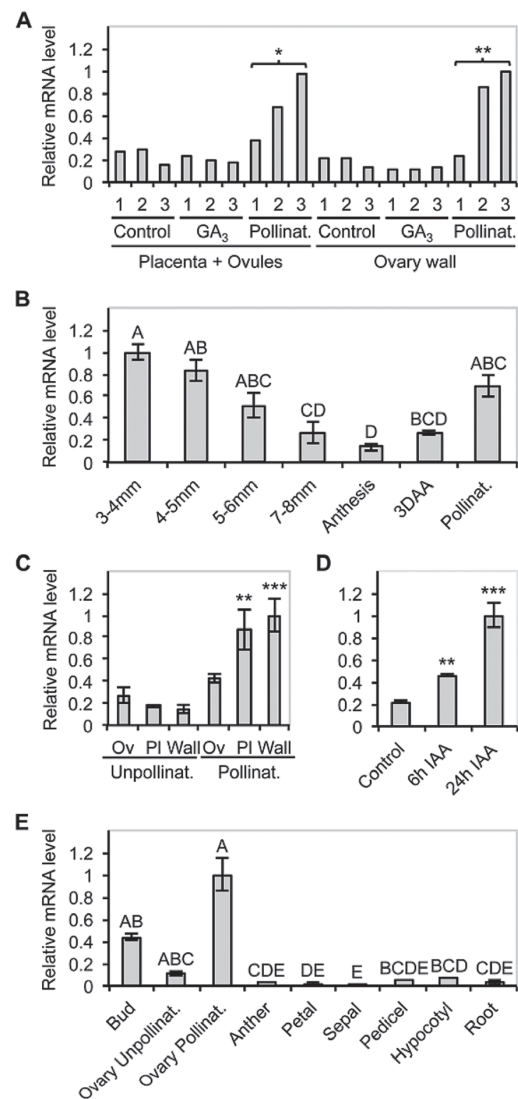 A
Relative mRNA level
1.2
1
0.8
0.6
0.4
0.2
0
*
**
1 2 3 1 2 3 1 2 3 1 2 3 1 2 3 1 2 3
Control GA3 Pollinat. Control GA3 Pollinat.
Placenta + Ovules Ovary wall
B
Relative mRNA level
1.2
1
0.8
0.6
0.4
0.2
0
A AB ABC CD D BCD ABC
3-4mm 4-5mm 5-6mm 7-8mm Anthesis 3DAA Pollinat.
C
Relative mRNA level
1.2
1
0.8
0.6
0.4
0.2
0
** ***
Ov Pl Wall Ov Pl Wall
Unpollinat. Pollinat.
D
1.2
1
0.8
0.6
0.4
0.2
0
** ***
Control 6h IAA 24h IAA
E
Relative mRNA level
1.2
1
0.8
0.6
0.4
0.2
0
AB ABC A CDE DE E BCDE BCD CDE
Bud Ovary Unpollinat. Ovary Pollinat. Anther Petal Sepal Pedicel Hypocotyl Root